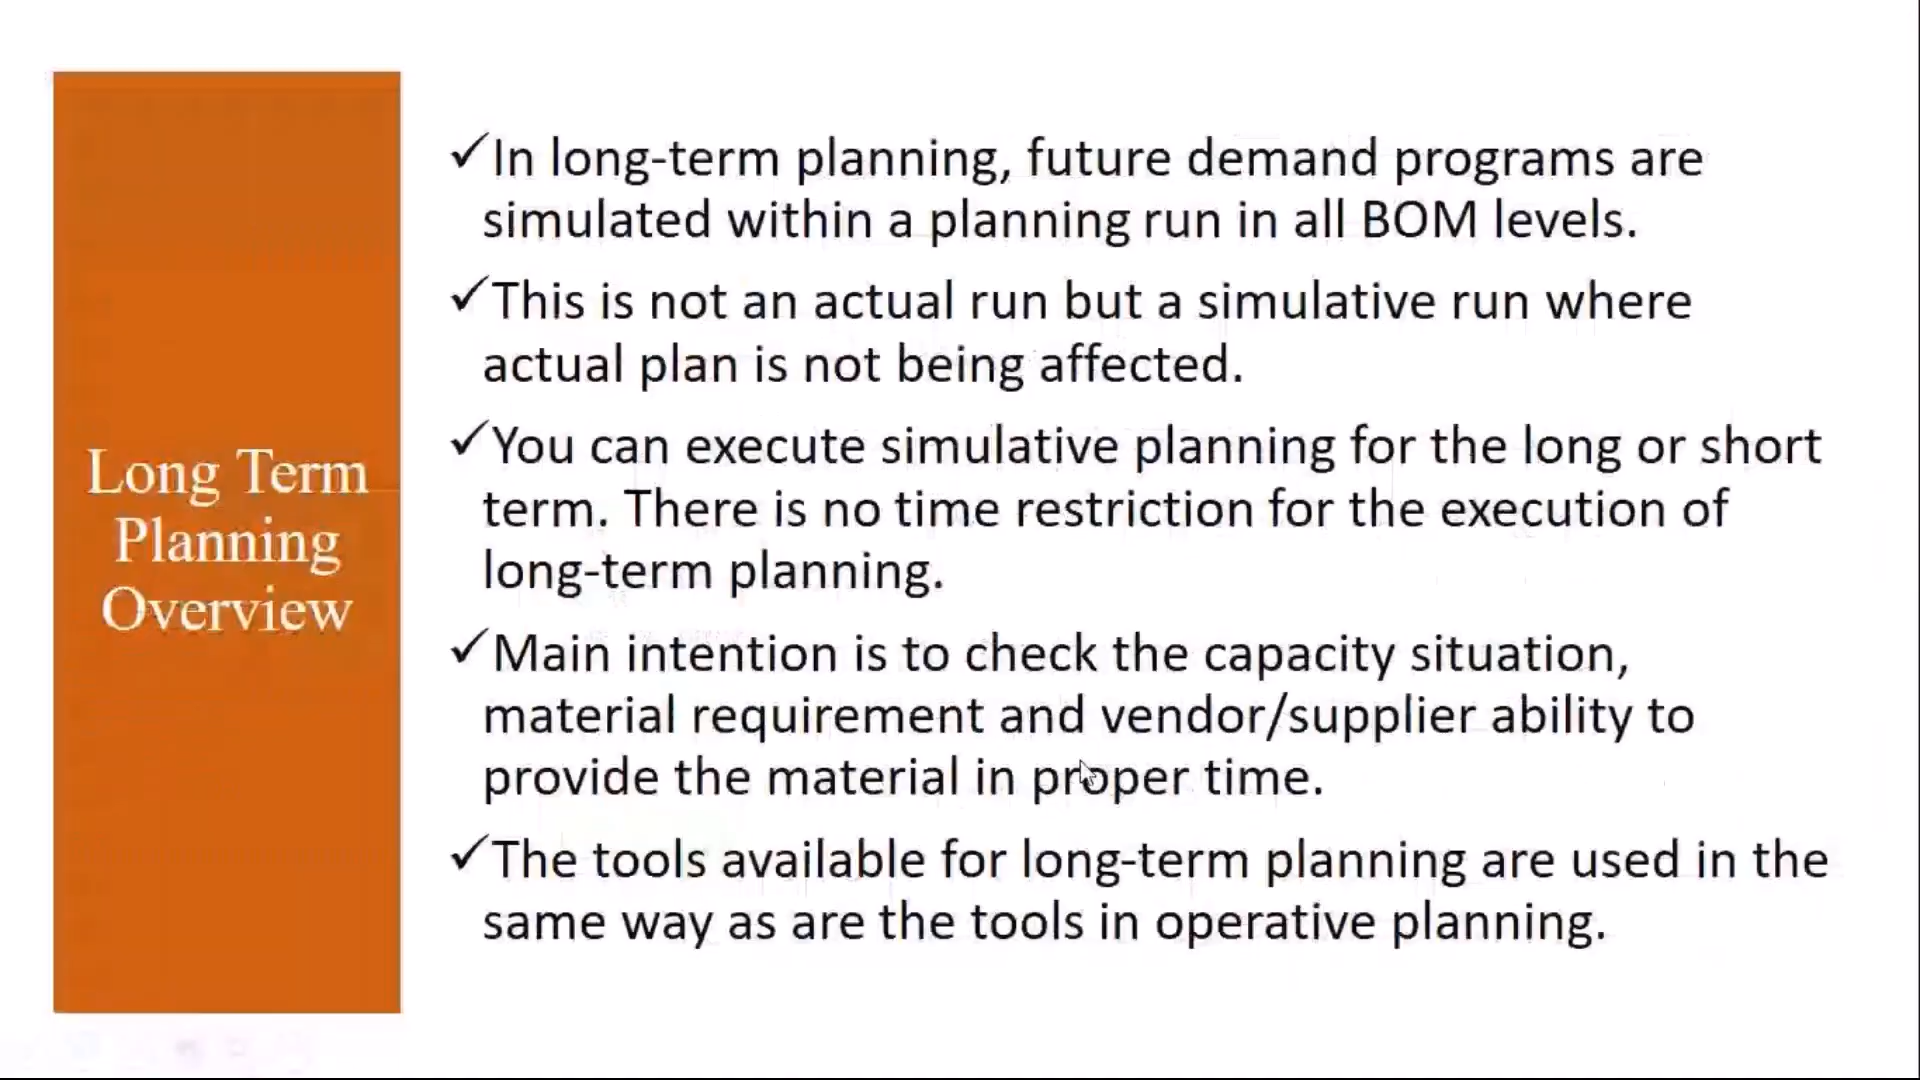 Long Term
Planning
Overview
✓In long-term planning, future demand programs are
simulated within a planning run in all BOM levels.
✓This is not an actual run but a simulative run where
actual plan is not being affected.
✓You can execute simulative planning for the long or short
term. There is no time restriction for the execution of
long-term planning.
✓Main intention is to check the capacity situation,
material requirement and vendor/supplier ability to
provide the material in proper time.
✓The tools available for long-term planning are used in the
same way as are the tools in operative planning.